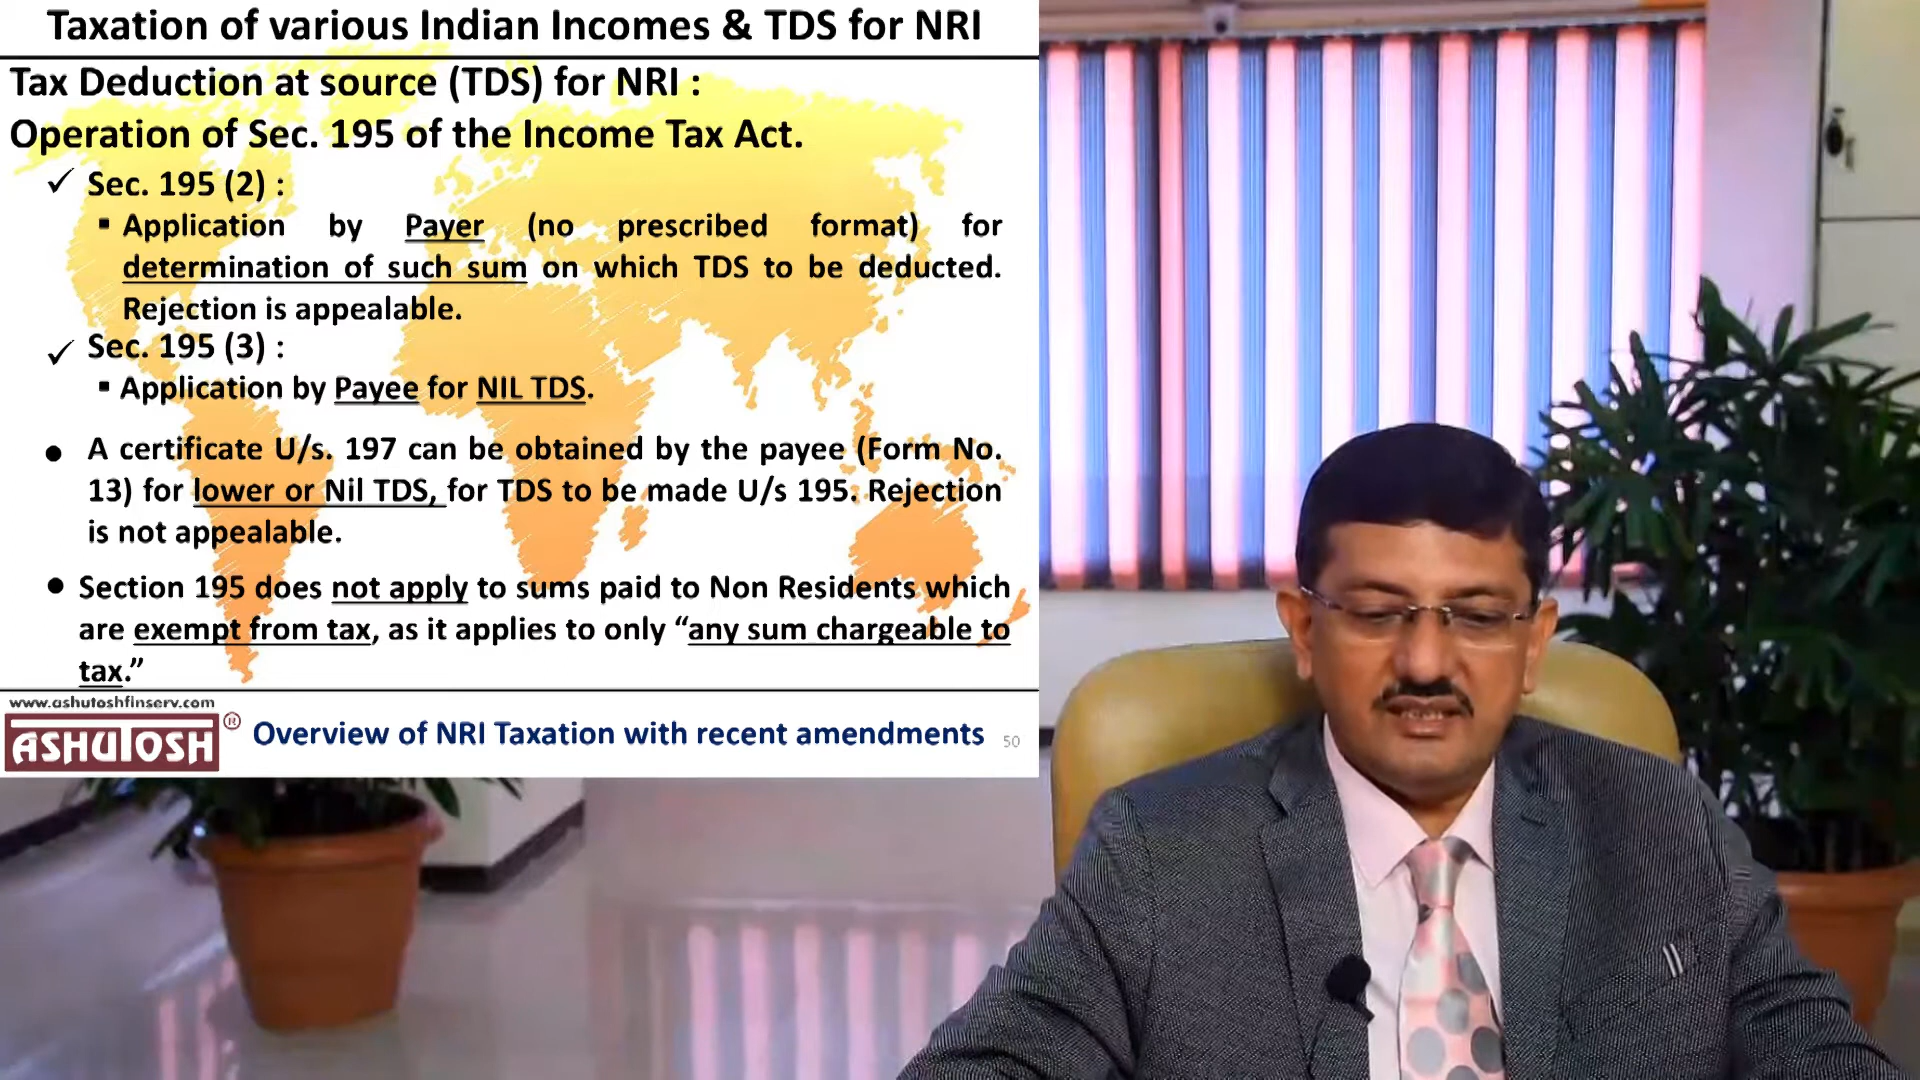 Taxation of various Indian Incomes & TDS for NRI
Tax Deduction at source (TDS) for NRI :
Operation of Sec. 195 of the Income Tax Act.
✓ Sec. 195 (2) :
▪ Application by Payer (no prescribed format) for
determination of such sum on which TDS to be deducted.
Rejection is appealable.
✓ Sec. 195 (3) :
▪ Application by Payee for NIL TDS.
• A certificate U/s. 197 can be obtained by the payee (Form No.
13) for lower or Nil TDS, for TDS to be made U/s 195. Rejection
is not appealable.
• Section 195 does not apply to sums paid to Non Residents which
are exempt from tax, as it applies to only “any sum chargeable to
tax.”
www.ashutoshfinserv.com
ASHUTOSH ®
Overview of NRI Taxation with recent amendments
50